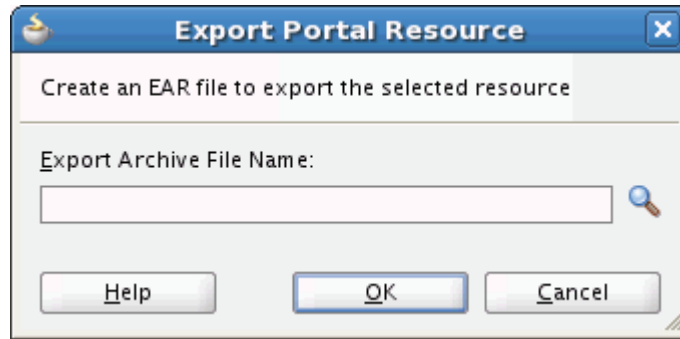 Export Portal Resource
Create an EAR file to export the selected resource
Export Archive File Name:
Help
OK
Cancel